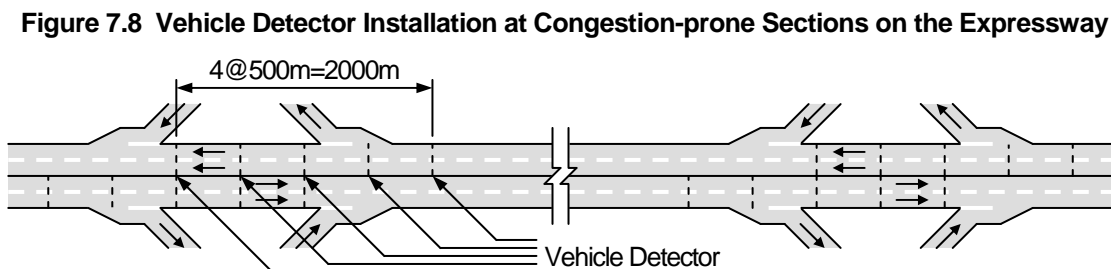 Figure 7.8 Vehicle Detector Installation at Congestion-prone Sections on the Expressway
4@500m=2000m
Vehicle Detector